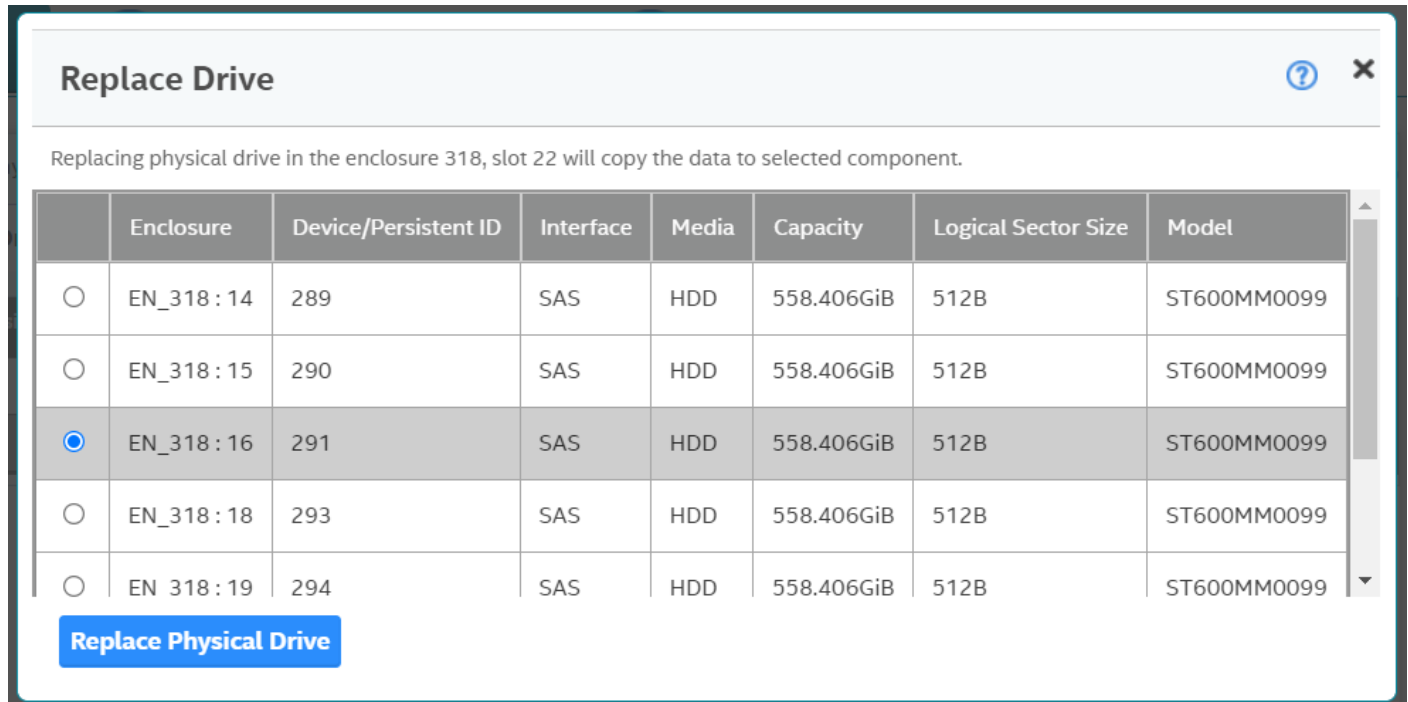 Replace Drive
Replacing physical drive in the enclosure 318, slot 22 will copy the data to selected component.
Enclosure Device/Persistent ID Interface Media Capacity Logical Sector Size Model
EN_318 : 14 289 SAS HDD 558.406GiB 512B ST600MM0099
EN_318 : 15 290 SAS HDD 558.406GiB 512B ST600MM0099
EN_318 : 16 291 SAS HDD 558.406GiB 512B ST600MM0099
EN_318 : 18 293 SAS HDD 558.406GiB 512B ST600MM0099
EN_318 : 19 294 SAS HDD 558.406GiB 512B ST600MM0099
Replace Physical Drive